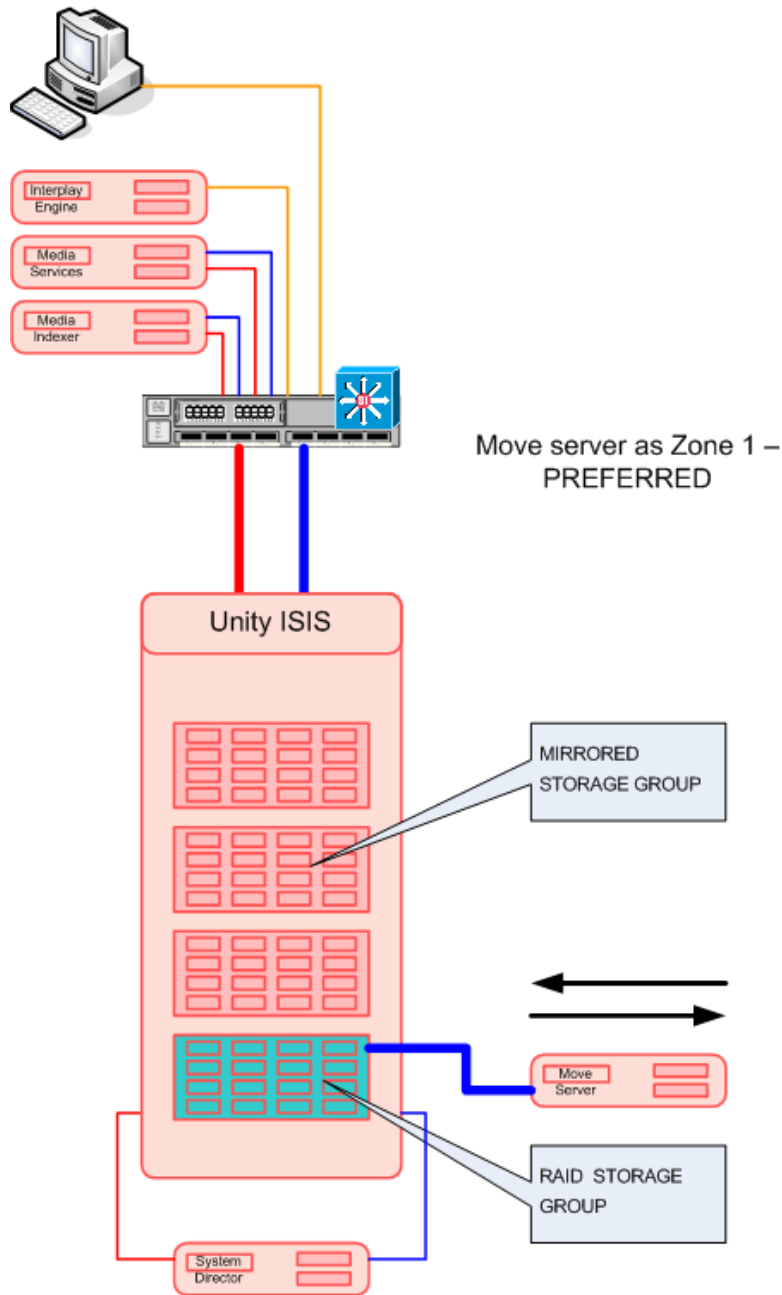 Interplay
Engine
Media
Services
Media
Indexer
Move server as Zone 1 –
PREFERRED
Unity ISIS
MIRRORED
STORAGE GROUP
Move
Server
RAID STORAGE
GROUP
System
Director